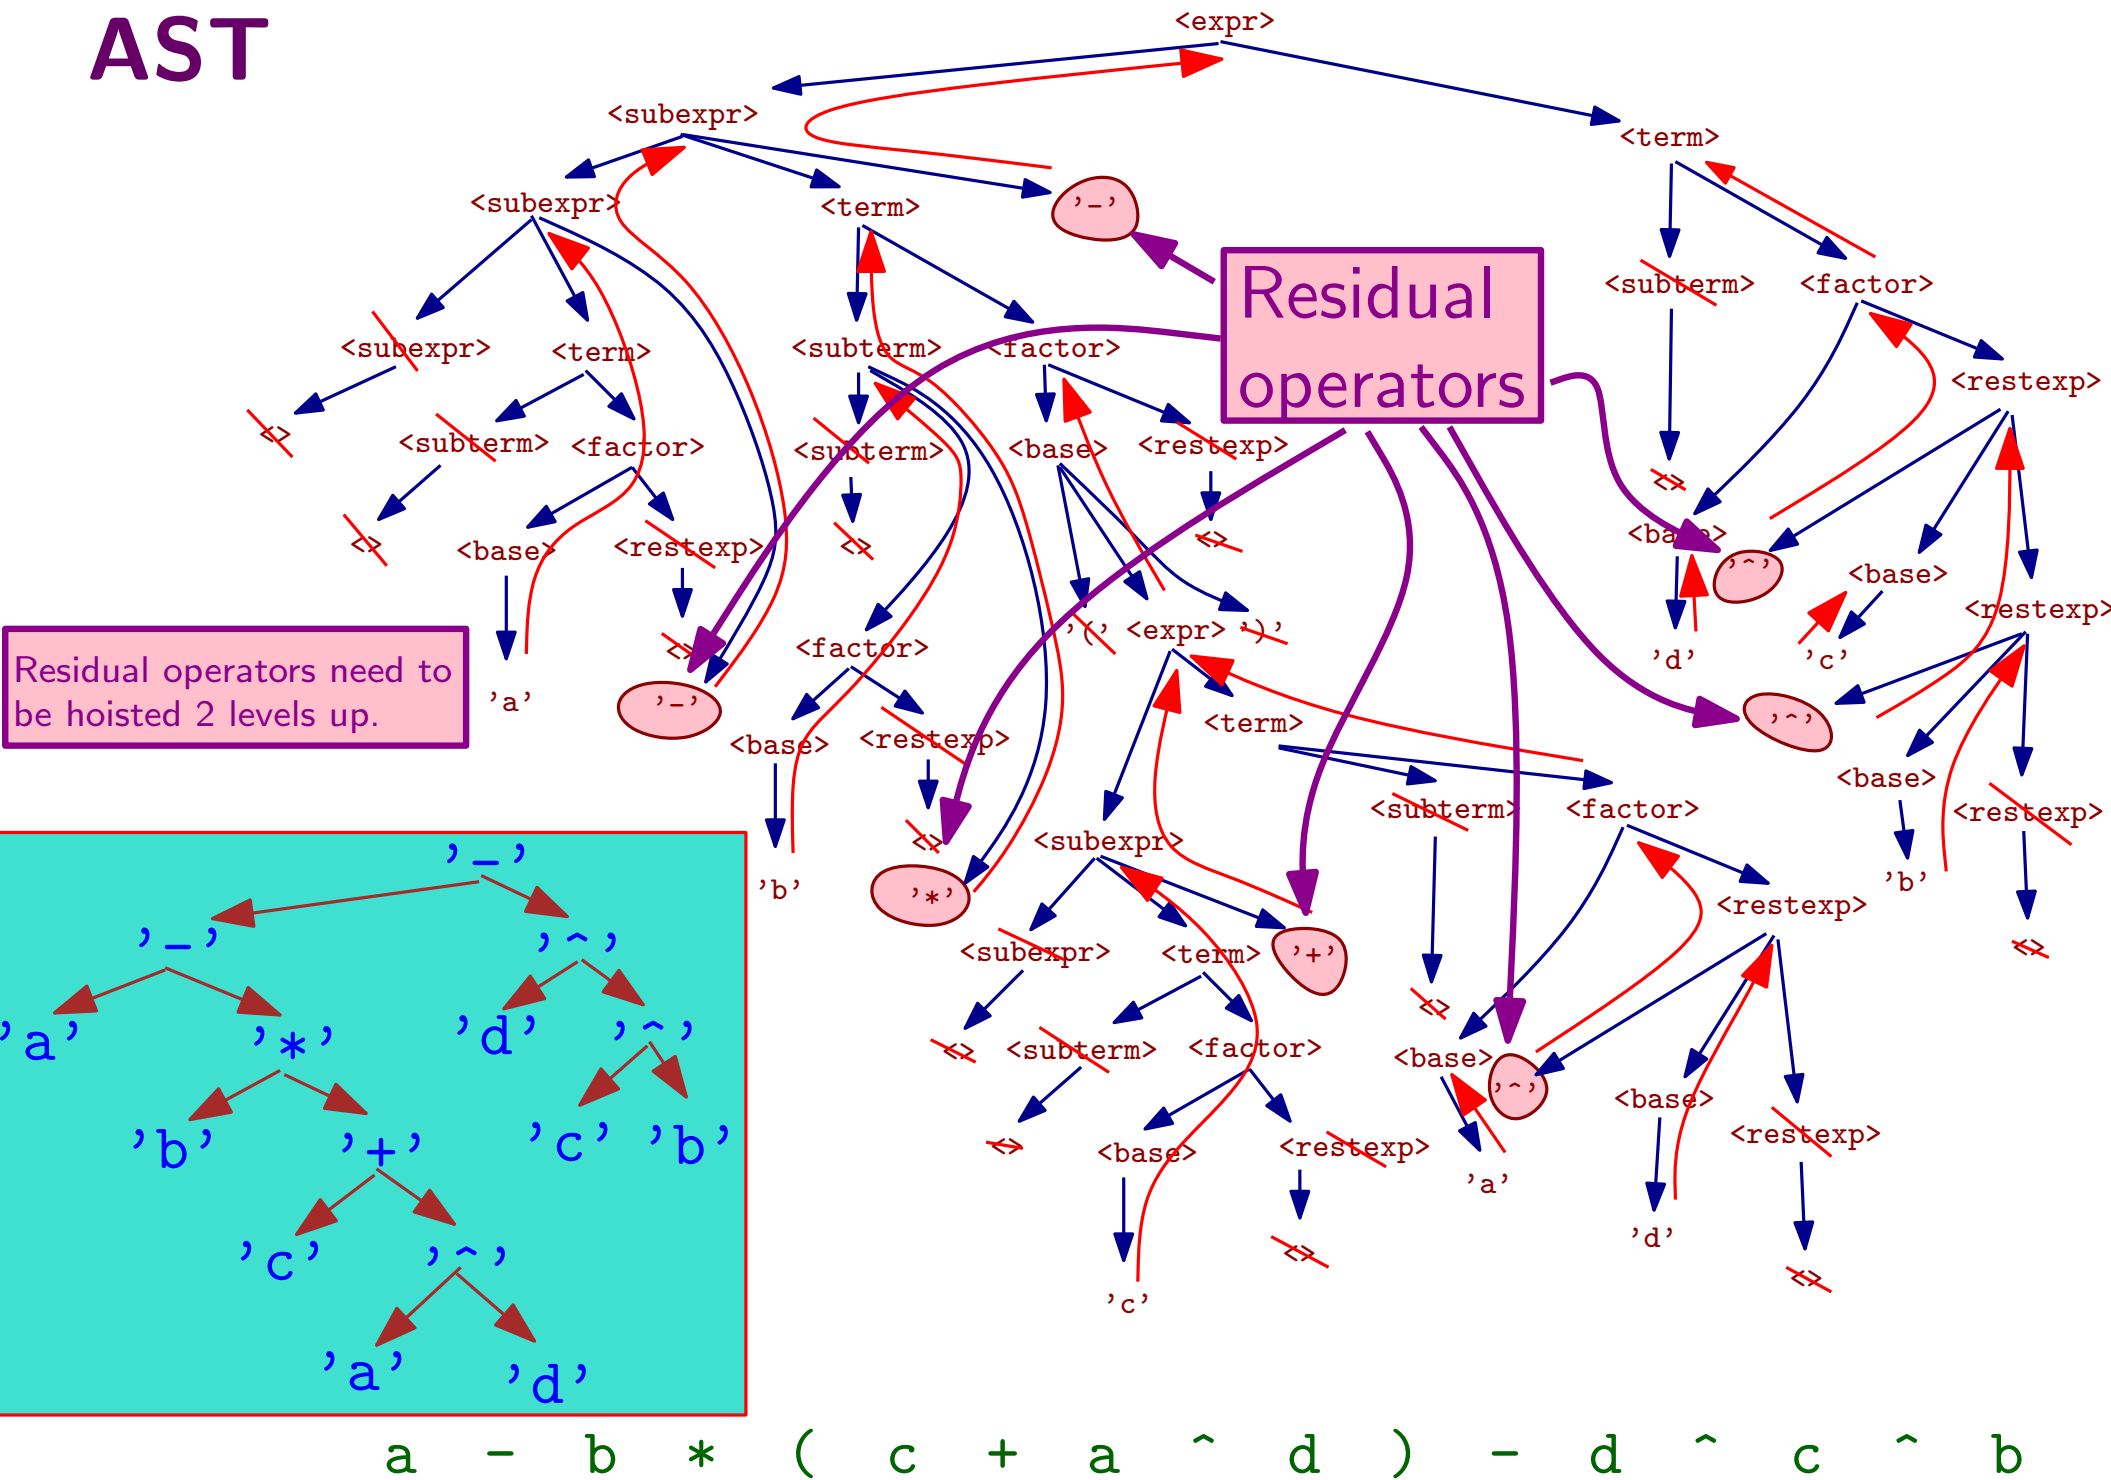 AST
<expr>
<subexpr>
<term>
<subexpr> <term> '-'
Residual
operators
<subterm> <factor>
<subexpr> <term> <subterm> <factor>
<restexp>
<> <subterm> <factor> <subterm> <base> <restexp>
<>
<> <base> <restexp> <> <>
<base> '^' <base>
<restexp>
'(' <expr> ')'
<> <factor>
'd' 'c'
Residual operators need to
be hoisted 2 levels up.
'a' '-'
<term> '^'
<base> <restexp>
<base>
<subterm> <factor> <restexp>
<> <subexpr>
'b' '*'
'b'
<restexp>
<subexpr> <term> '+' <>
<>
<> <subterm> <factor> <base> '^'
<base>
<> <base> <restexp> <restexp>
'a'
'd'
<> <>
'c'
'-'
'-' '^'
'a' '*' 'd' '^'
'b' '+' 'c' 'b'
'c' '^'
'a' 'd'
a - b * ( c + a ^ d ) - d ^ c ^ b